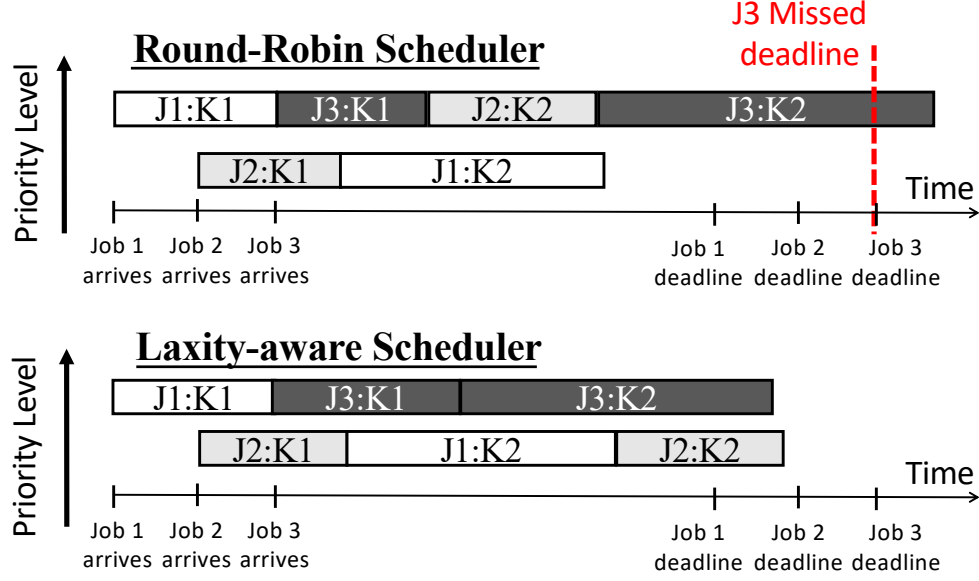 J3 Missed
deadline
Round-Robin Scheduler
Priority Level
J1:K1 J3:K1 J2:K2 J3:K2
J2:K1 J1:K2
Time
Job 1 Job 2 Job 3 Job 1 Job 2 Job 3
arrives arrives arrives deadline deadline deadline
Laxity-aware Scheduler
Priority Level
J1:K1 J3:K1 J3:K2
J2:K1 J1:K2 J2:K2
Time
Job 1 Job 2 Job 3 Job 1 Job 2 Job 3
arrives arrives arrives deadline deadline deadline